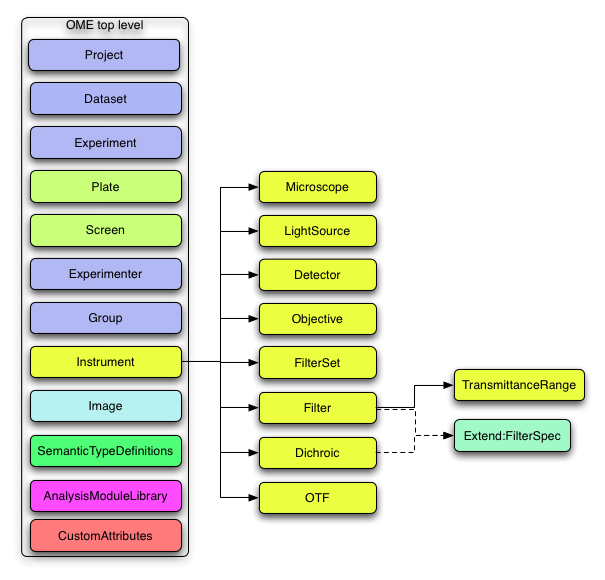 OME top level
Project
Dataset
Experiment
Plate
Screen
Experimenter
Group
Instrument
Image
SemanticTypeDefinitions
AnalysisModuleLibrary
CustomAttributes
Microscope
LightSource
Detector
Objective
FilterSet
Filter
Dichroic
OTF
TransmittanceRange
Extend:FilterSpec